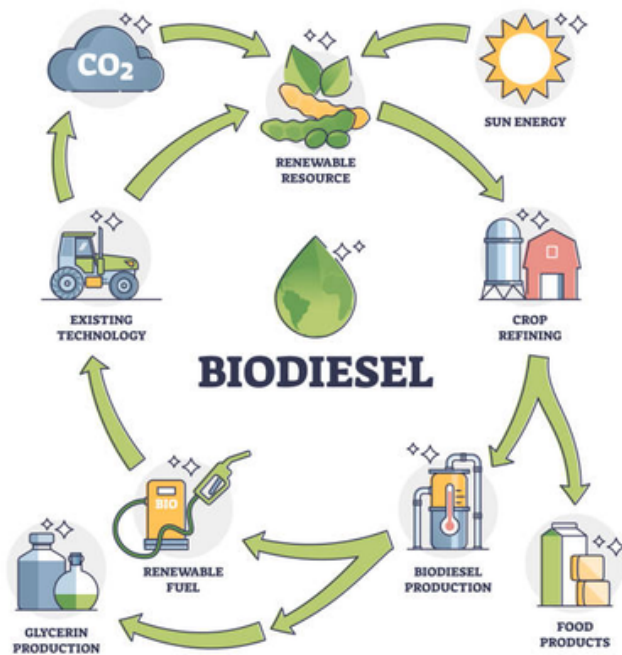 CO₂
SUN ENERGY
RENEWABLE
RESOURCE
EXISTING
TECHNOLOGY
CROP
REFINING
BIODIESEL
BIO
RENEWABLE
FUEL
BIODIESEL
PRODUCTION
GLYCERIN
PRODUCTION
FOOD
PRODUCTS